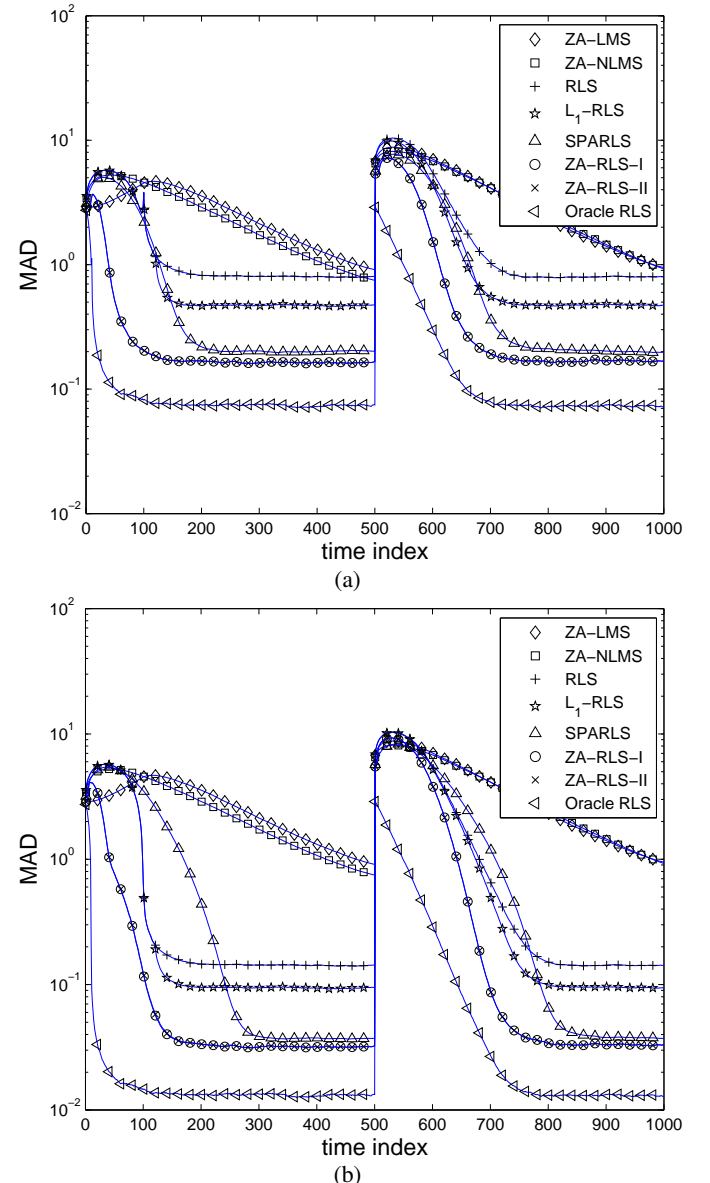 10^2
10^1
10^0
10^-1
10^-2
MAD
0 100 200 300 400 500 600 700 800 900 1000
time index
ZA−LMS
ZA−NLMS
RLS
L_1−RLS
SPARLS
ZA−RLS−I
ZA−RLS−II
Oracle RLS
(a)
10^2
10^1
10^0
10^-1
10^-2
MAD
0 100 200 300 400 500 600 700 800 900 1000
time index
ZA−LMS
ZA−NLMS
RLS
L_1−RLS
SPARLS
ZA−RLS−I
ZA−RLS−II
Oracle RLS
(b)